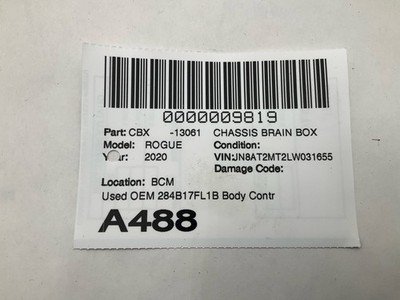 0000009819
Part: CBX -13061 CHASSIS BRAIN BOX
Model: ROGUE Condition:
Year: 2020 VIN:JN8AT2MT2LW031655
Damage Code:
Location: BCM
Used OEM 284B17FL1B Body Contr
A488